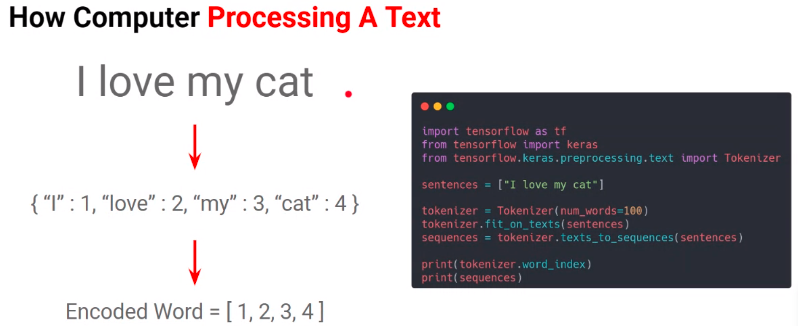 How Computer Processing A Text
I love my cat .
{ “I” : 1, “love” : 2, “my” : 3, “cat” : 4 }
Encoded Word = [ 1, 2, 3, 4 ]
import tensorflow as tf
from tensorflow import keras
from tensorflow.keras.preprocessing.text import Tokenizer
sentences = ["I love my cat"]
tokenizer = Tokenizer(num_words=100)
tokenizer.fit_on_texts(sentences)
sequences = tokenizer.texts_to_sequences(sentences)
print(tokenizer.word_index)
print(sequences)